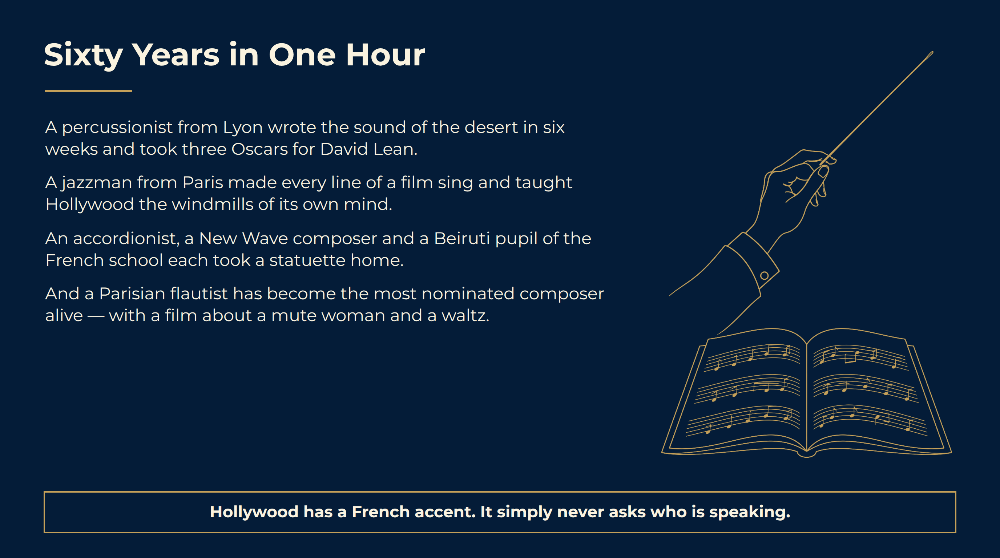 Sixty Years in One Hour
A percussionist from Lyon wrote the sound of the desert in six
weeks and took three Oscars for David Lean.
A jazzman from Paris made every line of a film sing and taught
Hollywood the windmills of its own mind.
An accordionist, a New Wave composer and a Beiruti pupil of the
French school each took a statuette home.
And a Parisian flautist has become the most nominated composer
alive — with a film about a mute woman and a waltz.
Hollywood has a French accent. It simply never asks who is speaking.